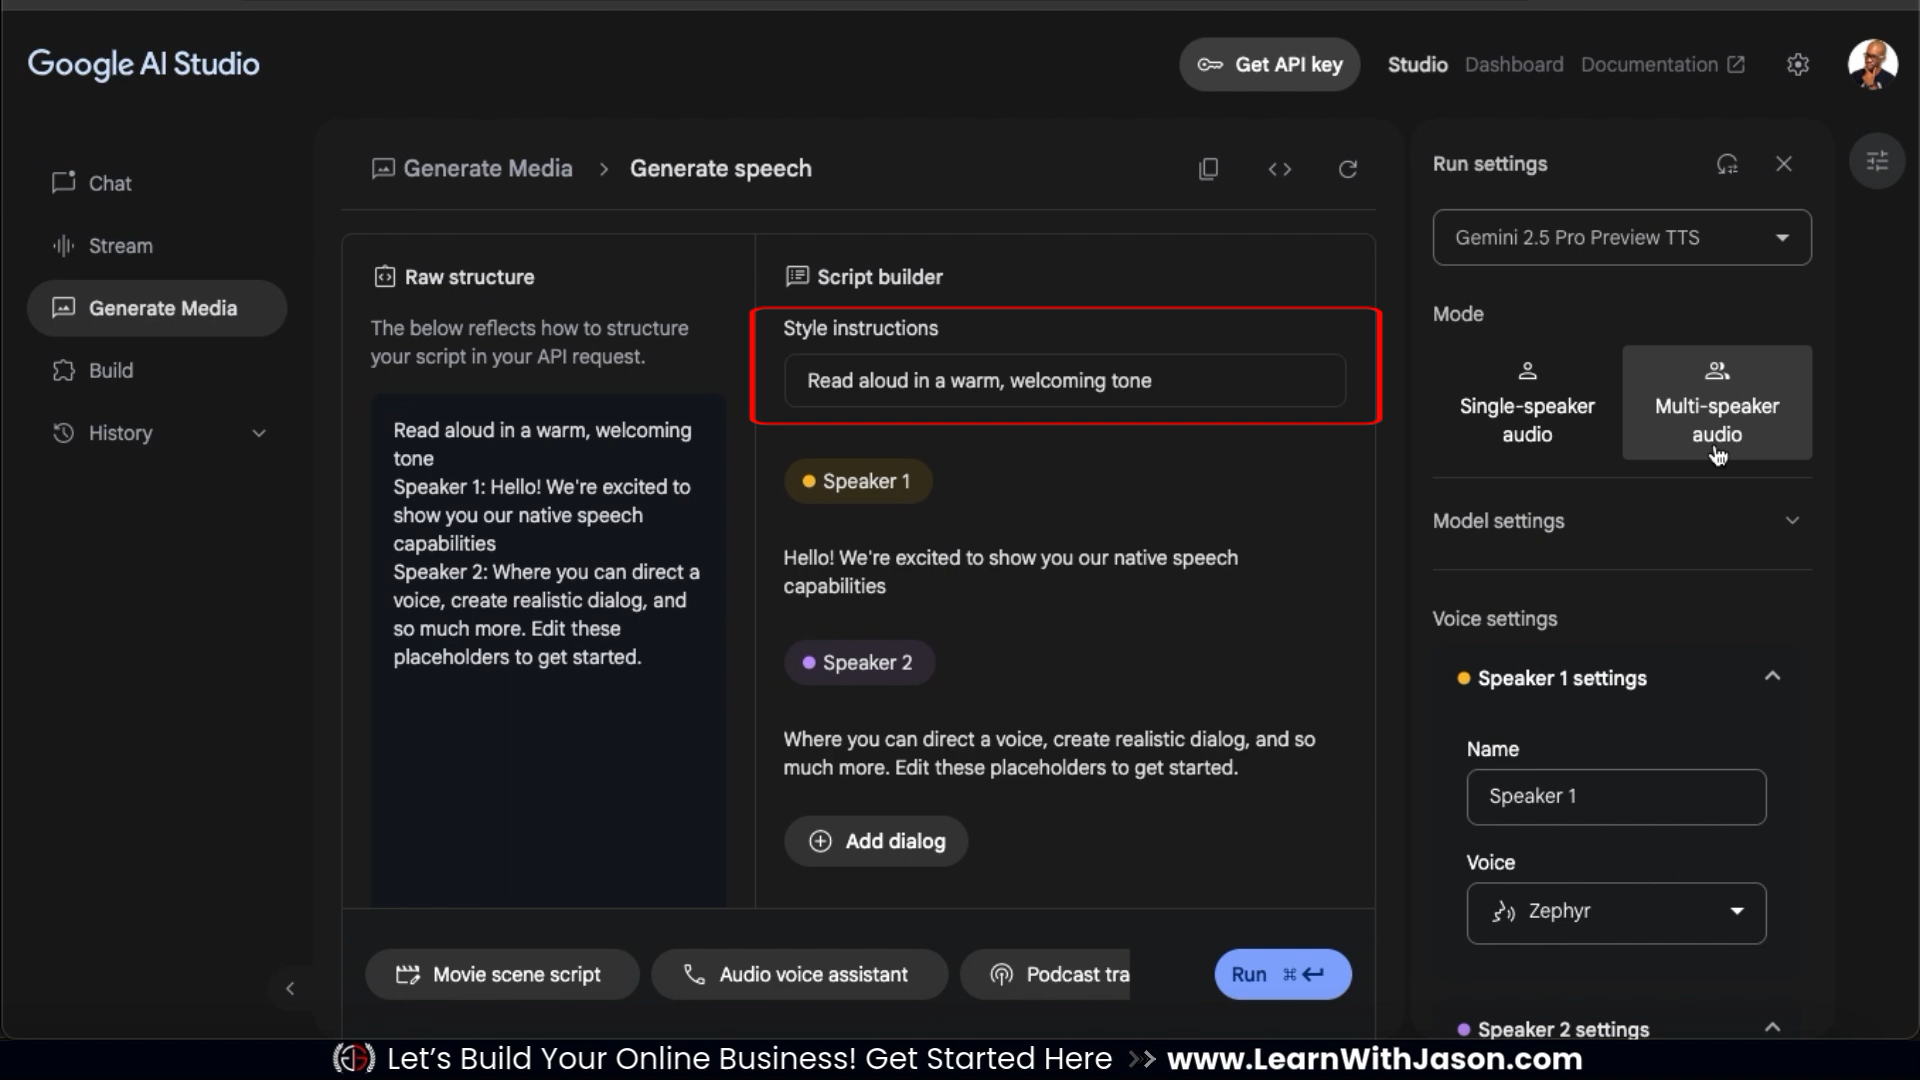 Google AI Studio
Get API key
Studio
Dashboard
Documentation
Chat
Stream
Generate Media
Build
History
Generate Media > Generate speech
Raw structure
The below reflects how to structure
your script in your API request.
Read aloud in a warm, welcoming
tone
Speaker 1: Hello! We're excited to
show you our native speech
capabilities
Speaker 2: Where you can direct a
voice, create realistic dialog, and
so much more. Edit these
placeholders to get started.
Script builder
Style instructions
Read aloud in a warm, welcoming tone
Speaker 1
Hello! We're excited to show you our native speech
capabilities
Speaker 2
Where you can direct a voice, create realistic dialog, and so
much more. Edit these placeholders to get started.
Add dialog
Movie scene script
Audio voice assistant
Podcast tra
Run ⌘↵
Run settings
Gemini 2.5 Pro Preview TTS
Mode
Single-speaker
audio
Multi-speaker
audio
Model settings
Voice settings
Speaker 1 settings
Name
Speaker 1
Voice
Zephyr
Speaker 2 settings
Let's Build Your Online Business! Get Started Here >> www.LearnWithJason.com